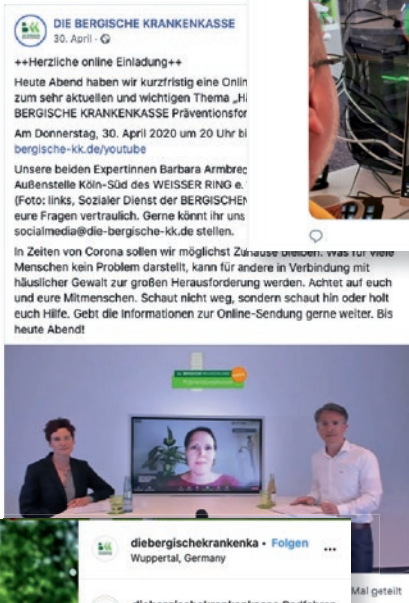 DIE BERGISCHE KRANKENKASSE
30. April ·
++Herzliche online Einladung++
Heute Abend haben wir kurzfristig eine
zum sehr aktuellen und wichtigen Thema
BERGISCHE KRANKENKASSE
Am Donnerstag, 30. April 2020 um 20 Uhr
bergische-kk.de/youtube
Unsere beiden Expertinnen Barbara
Außenstelle Köln-Süd des WEISSER RING e.
(Foto: links, Sozialer Dienst der BERGISCHEN
eure Fragen vertraulich. Gerne könnt ihr uns
socialmedia@die-bergische-kk.de stellen.
In Zeiten von Corona sollen wir möglichst Zuhause bleiben. Was für viele
Menschen kein Problem darstellt, kann für andere in Verbindung mit
häuslicher Gewalt zur großen Herausforderung werden. Achtet auf euch
und eure Mitmenschen. Schaut nicht weg, sondern schaut hin oder holt
euch Hilfe. Gebt die Informationen zur Online-Sendung gerne weiter. Bis
heute Abend!
diebergischekrankenka • Folgen
Wuppertal, Germany
Mal geteilt